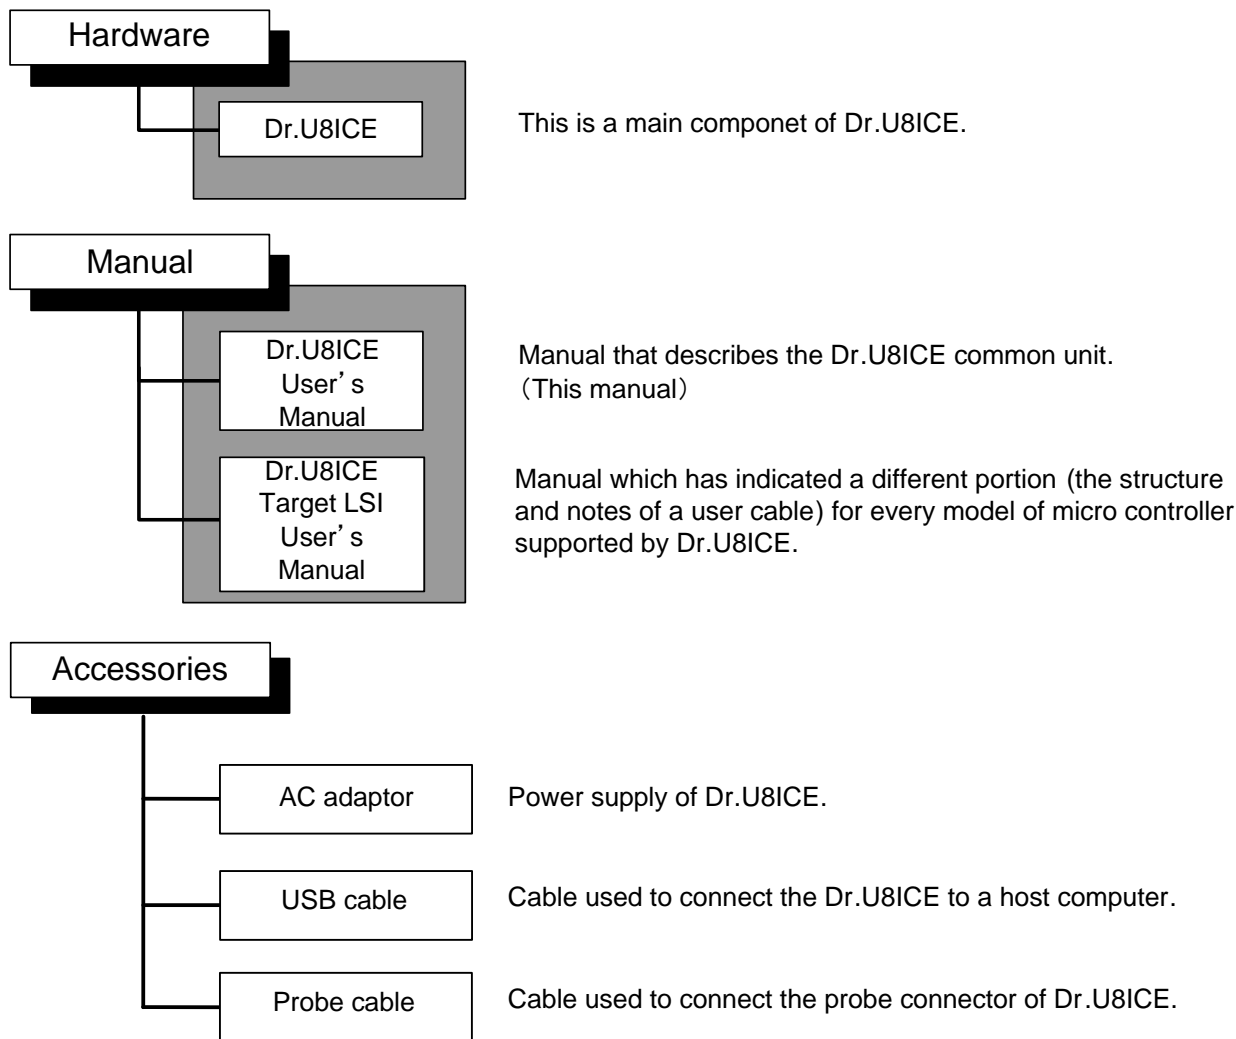 Hardware
Dr.U8ICE
This is a main componet of Dr.U8ICE.
Manual
Dr.U8ICE
User’s
Manual
Manual that describes the Dr.U8ICE common unit.
（This manual）
Dr.U8ICE
Target LSI
User’s
Manual
Manual which has indicated a different portion (the structure
and notes of a user cable) for every model of micro controller
supported by Dr.U8ICE.
Accessories
AC adaptor
Power supply of Dr.U8ICE.
USB cable
Cable used to connect the Dr.U8ICE to a host computer.
Probe cable
Cable used to connect the probe connector of Dr.U8ICE.